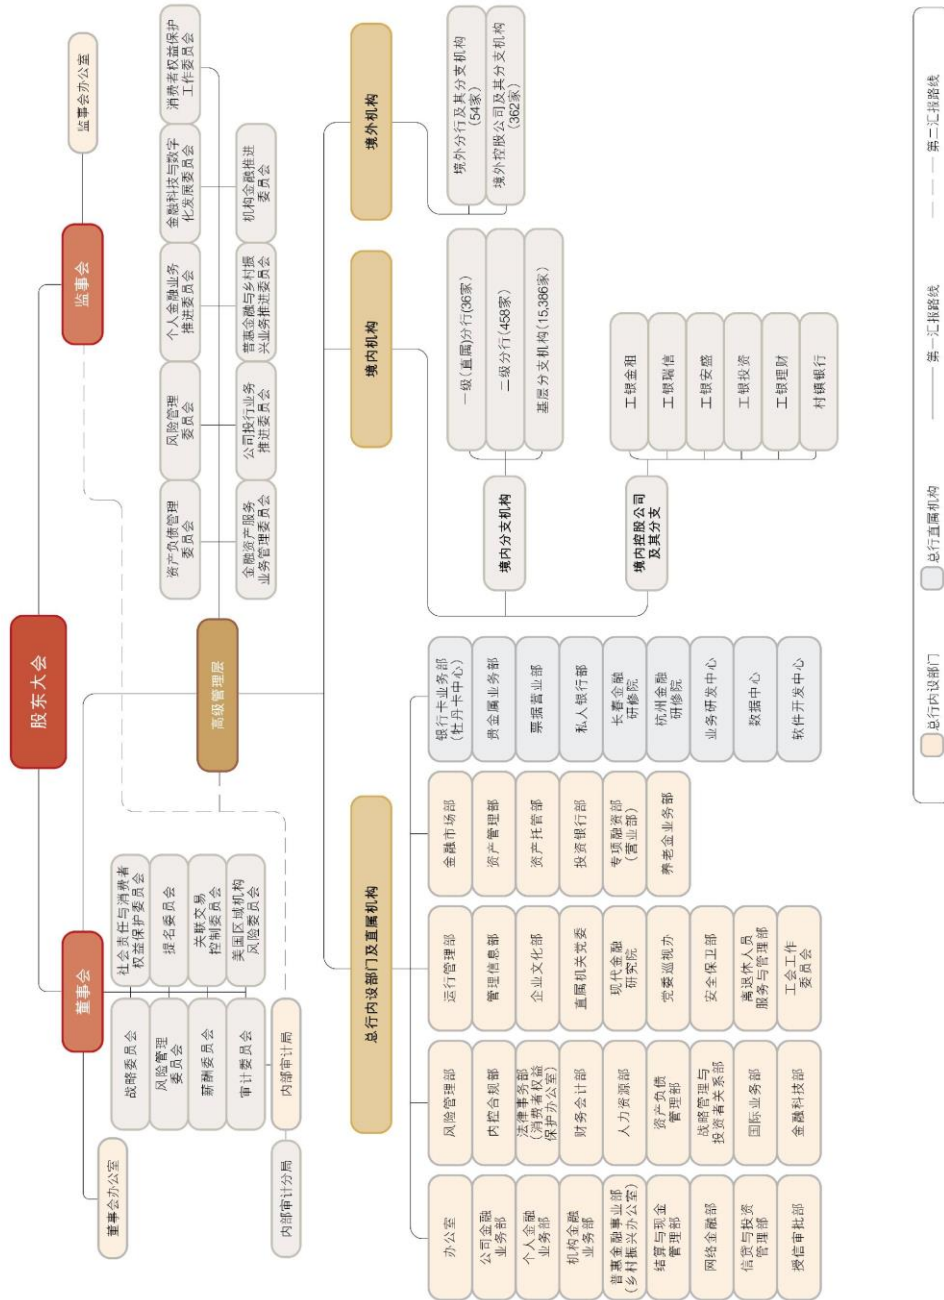 股东大会
董事会
监事会
董事会办公室
监事会办公室
战略委员会
社会责任与消费者
权益保护委员会
风险管理
委员会
提名委员会
薪酬委员会
关联交易
控制委员会
审计委员会
美国区域机构
风险委员会
内部审计局
内部审计分局
高级管理层
资产负债管理
委员会
风险管理
委员会
个人金融业务
推进委员会
金融科技与数字
化发展委员会
消费者权益保护
工作委员会
金融资产服务
业务管理委员会
公司投行业务
推进委员会
普惠金融与乡村振
兴业务推进委员会
机构金融推进
委员会
总行内设部门及直属机构
境内机构
境外机构
办公室
公司金融
业务部
个人金融
业务部
机构金融
业务部
普惠金融事业部
(乡村振兴办公室)
结算与现金
管理部
网络金融部
信贷与投资
管理部
授信审批部
风险管理部
内控合规部
法律事务部
(消费者权益
保护办公室)
财务会计部
人力资源部
资产负债
管理部
战略管理与
投资者关系部
国际业务部
金融科技部
运行管理部
管理信息部
企业文化部
直属机关党委
现代金融
研究院
党委巡视办
安全保卫部
离退休人员
服务与管理部
工会工作
委员会
金融市场部
资产管理部
资产托管部
投资银行部
专项融资部
(营业部)
养老金业务部
银行卡业务部
(牡丹卡中心)
贵金属业务部
票据营业部
私人银行部
长春金融
研修院
杭州金融
研修院
业务研发中心
数据中心
软件开发中心
境内分支机构
一级(直属)分行(36家)
二级分行(458家)
基层分支机构(15,386家)
境内控股公司
及其分支
工银金租
工银瑞信
工银安盛
工银投资
工银理财
村镇银行
境外分行及其分支机构
(54家)
境外控股公司及其分支机构
(362家)
总行内设部门
总行直属机构
第一汇报路线
第二汇报路线